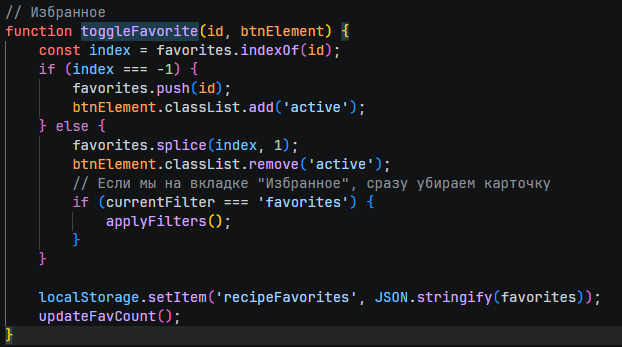 // Избранное
function toggleFavorite(id, btnElement) {
    const index = favorites.indexOf(id);
    if (index === -1) {
        favorites.push(id);
        btnElement.classList.add('active');
    } else {
        favorites.splice(index, 1);
        btnElement.classList.remove('active');
        // Если мы на вкладке "Избранное", сразу убираем карточку
        if (currentFilter === 'favorites') {
            applyFilters();
        }
    }

    localStorage.setItem('recipeFavorites', JSON.stringify(favorites));
    updateFavCount();
}